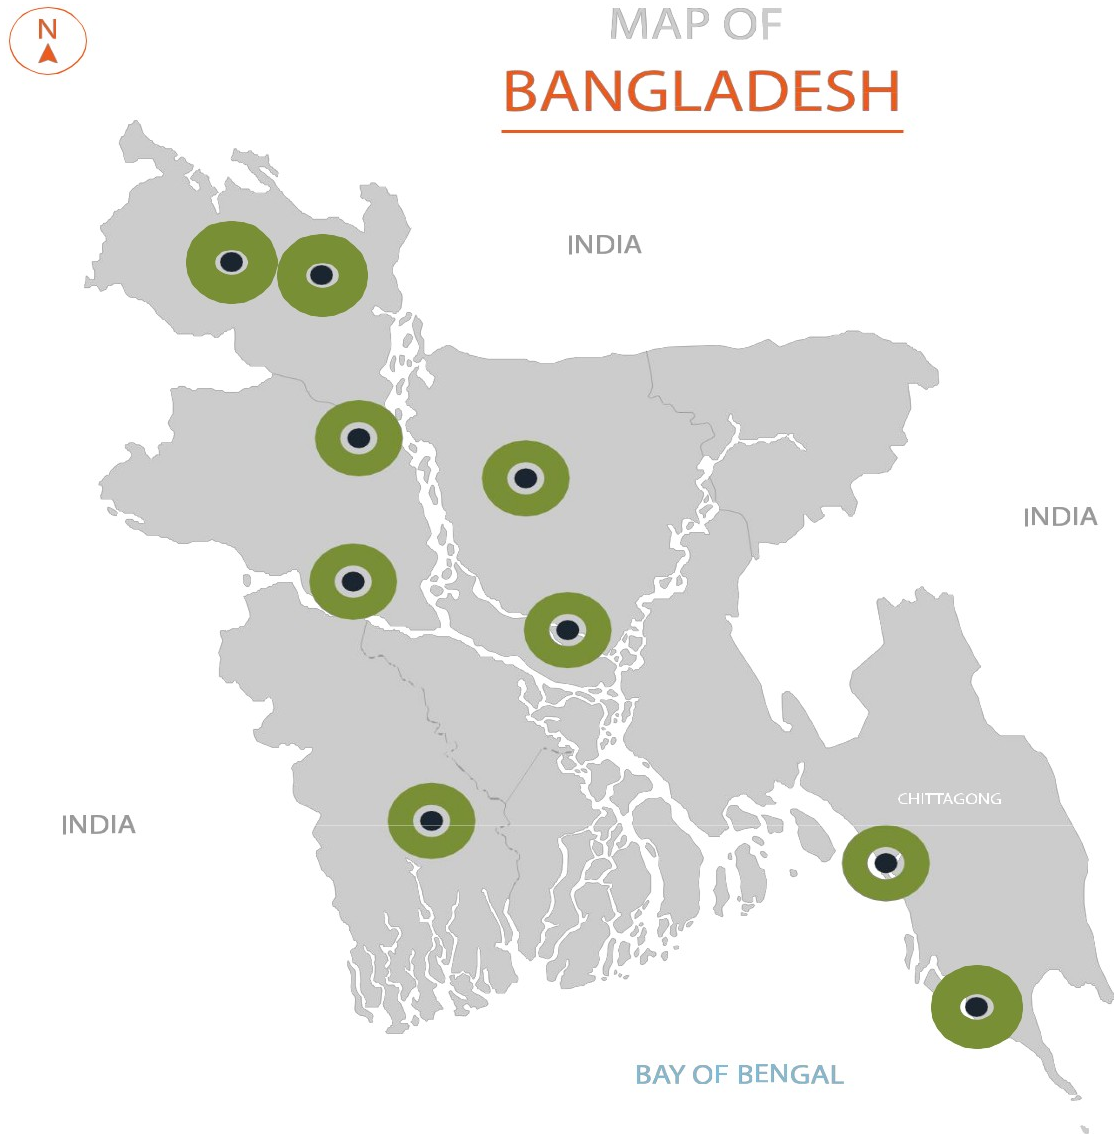 N
MAP OF
BANGLADESH
INDIA
INDIA
CHITTAGONG
INDIA
BAY OF BENGAL